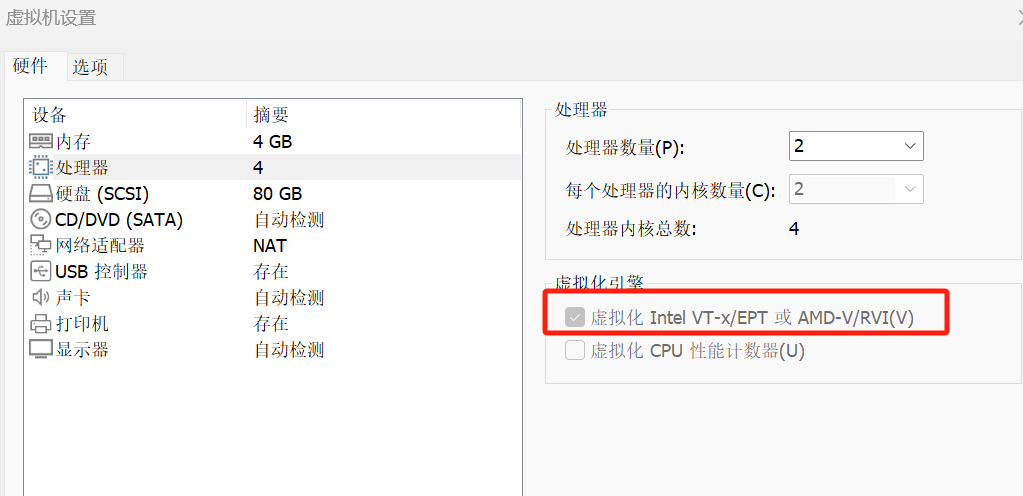 虚拟机设置
硬件 选项
设备 摘要
内存 4 GB
处理器 4
硬盘 (SCSI) 80 GB
CD/DVD (SATA) 自动检测
网络适配器 NAT
USB 控制器 存在
声卡 自动检测
打印机 存在
显示器 自动检测
处理器
处理器数量(P): 2
每个处理器的内核数量(C): 2
处理器内核总数: 4
虚拟化引擎
虚拟化 Intel VT-x/EPT 或 AMD-V/RVI(V)
虚拟化 CPU 性能计数器(U)